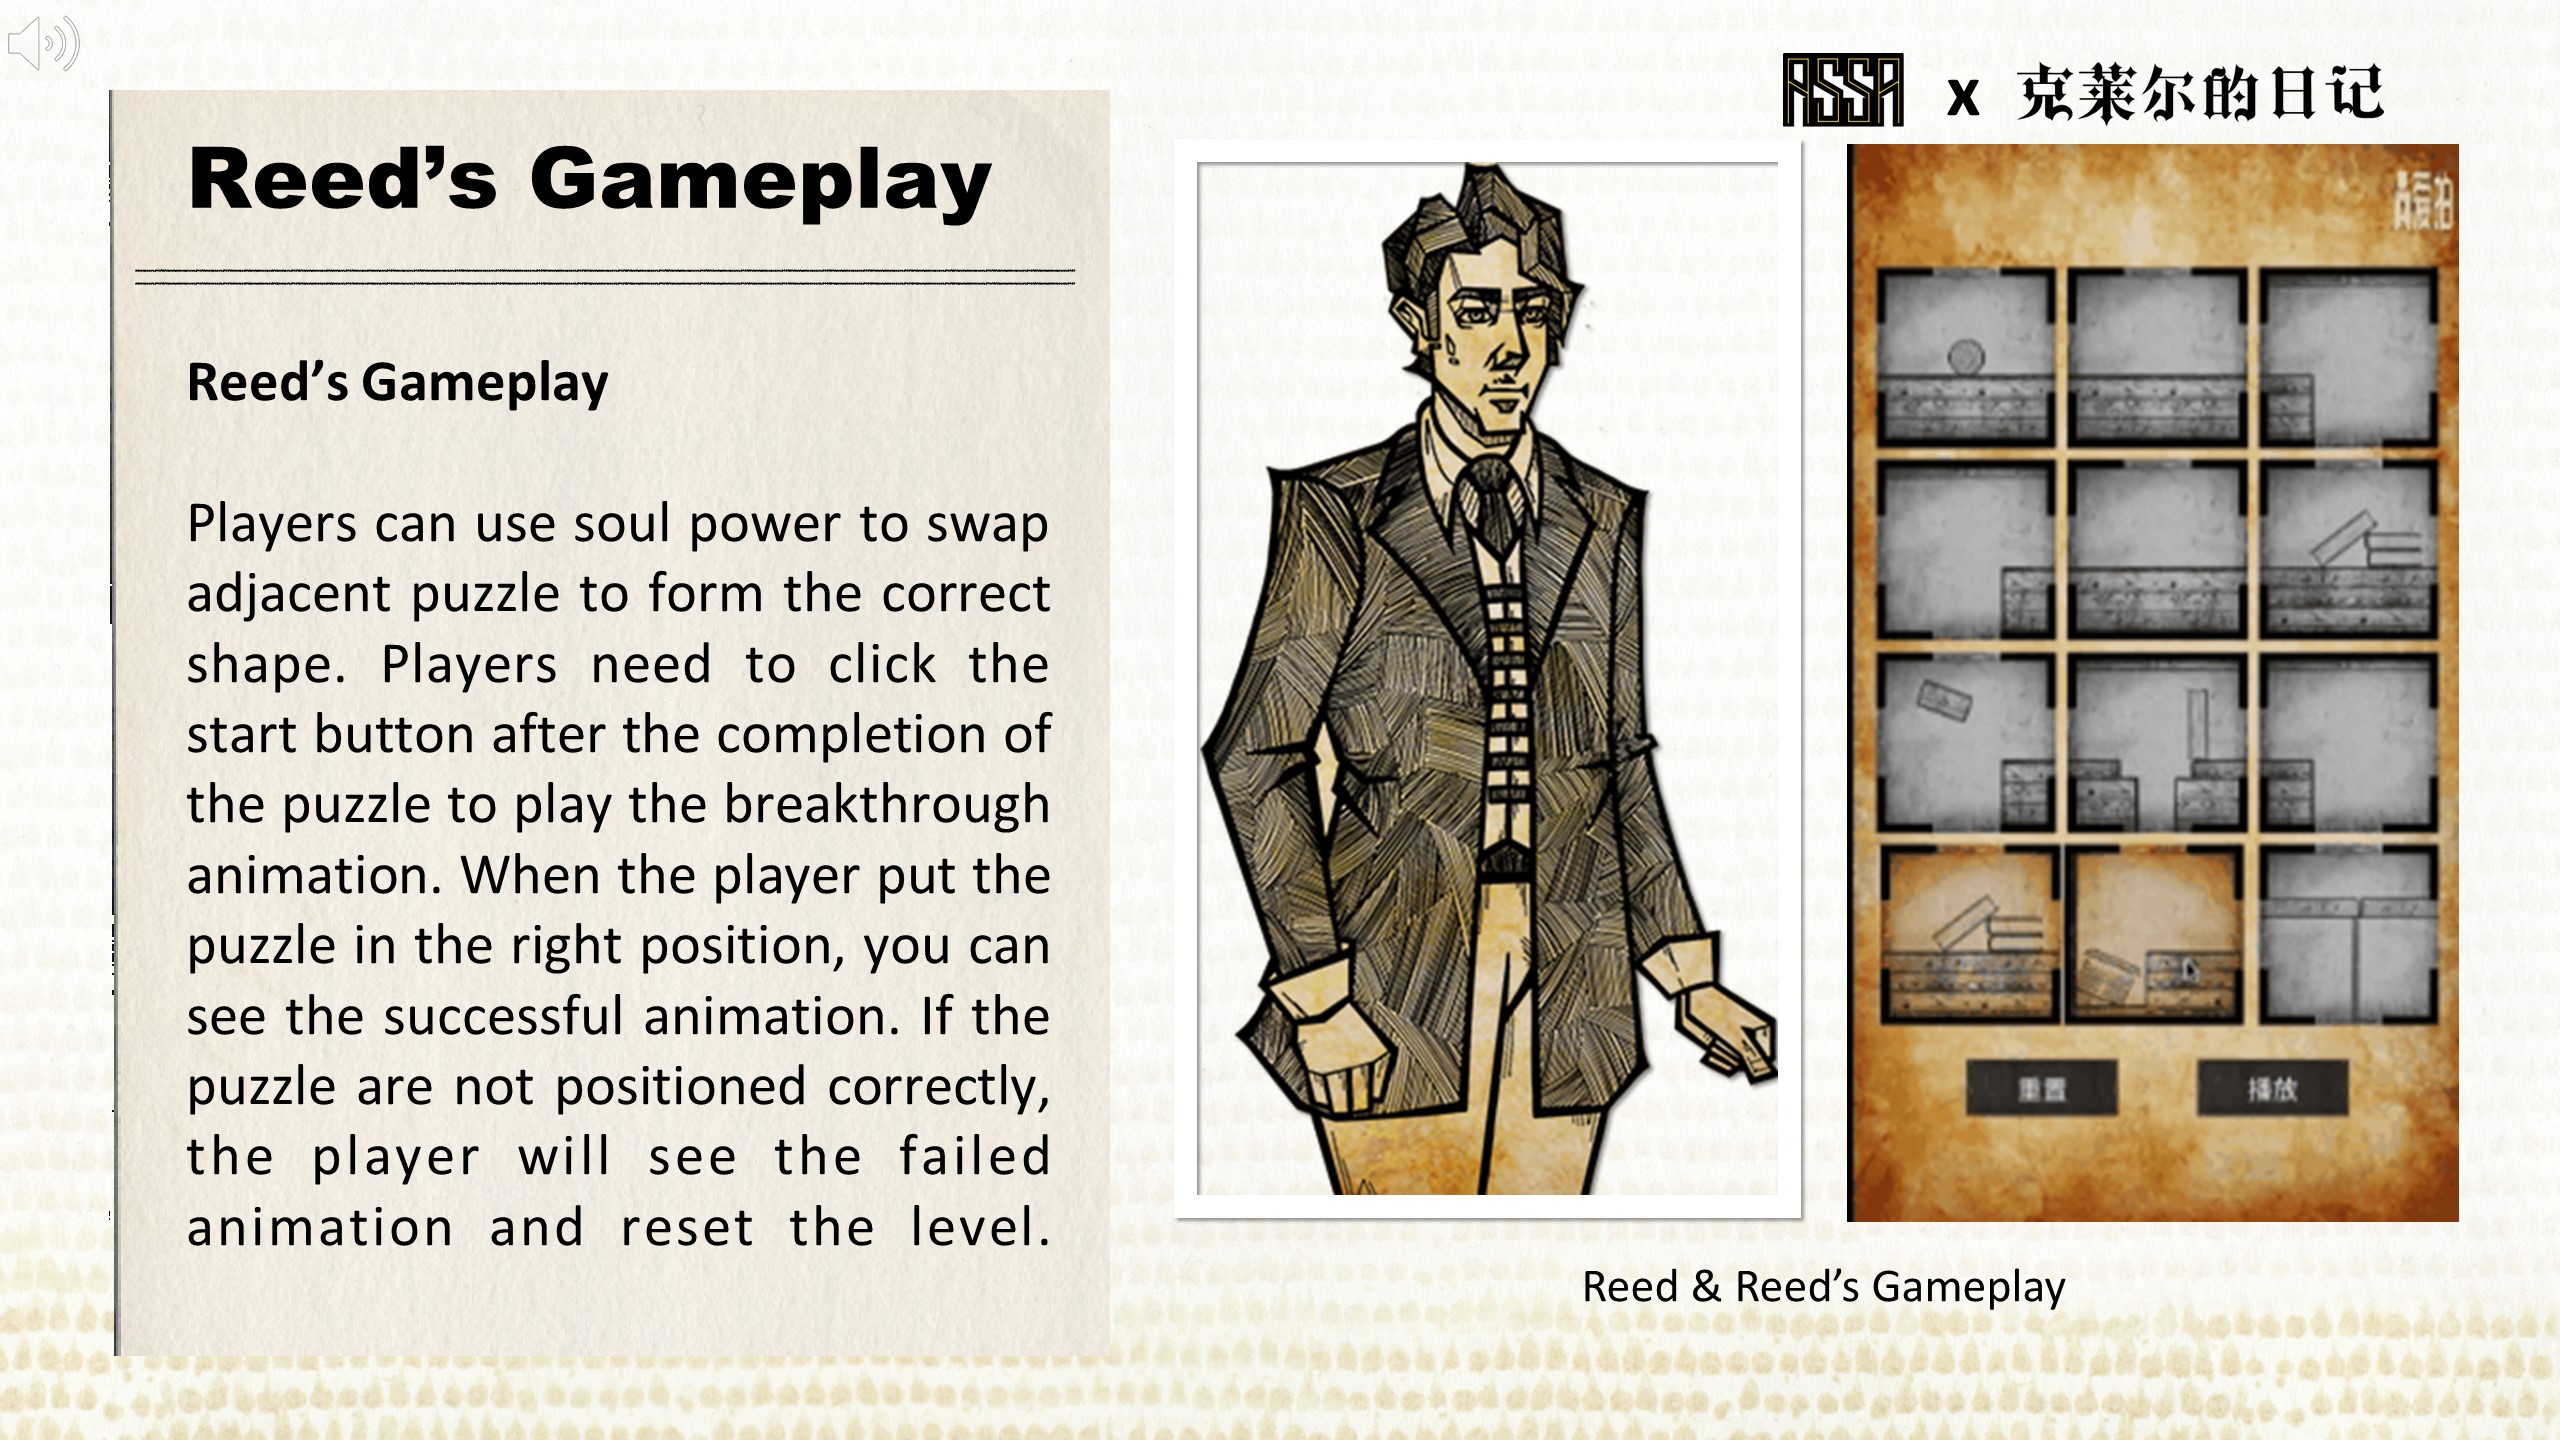 ASSA x 克莱尔的日记
Reed’s Gameplay
Reed’s Gameplay
Players can use soul power to swap
adjacent puzzle to form the correct
shape. Players need to click the
start button after the completion of
the puzzle to play the breakthrough
animation. When the player put the
puzzle in the right position, you can
see the successful animation. If the
puzzle are not positioned correctly,
the player will see the failed
animation and reset the level.
重置
播放
Reed & Reed’s Gameplay